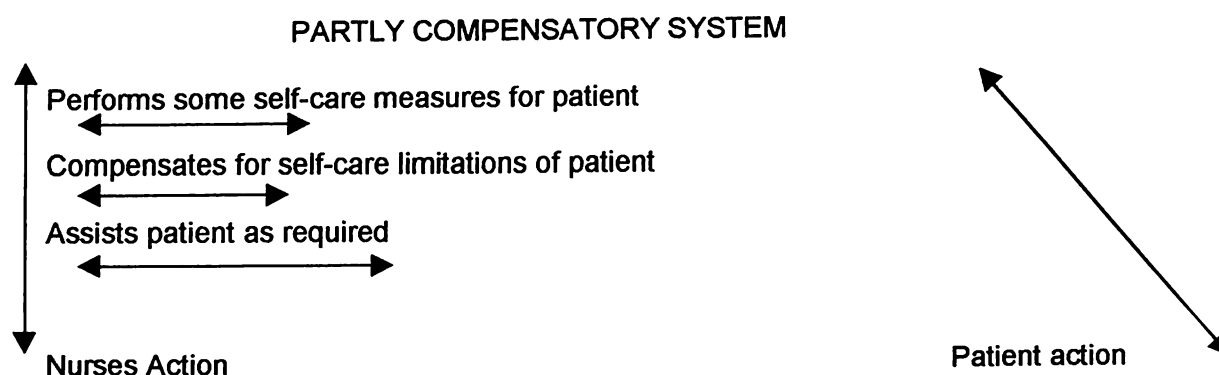 PARTLY COMPENSATORY SYSTEM
Performs some self-care measures for patient
Compensates for self-care limitations of patient
Assists patient as required
Nurses Action
Patient action